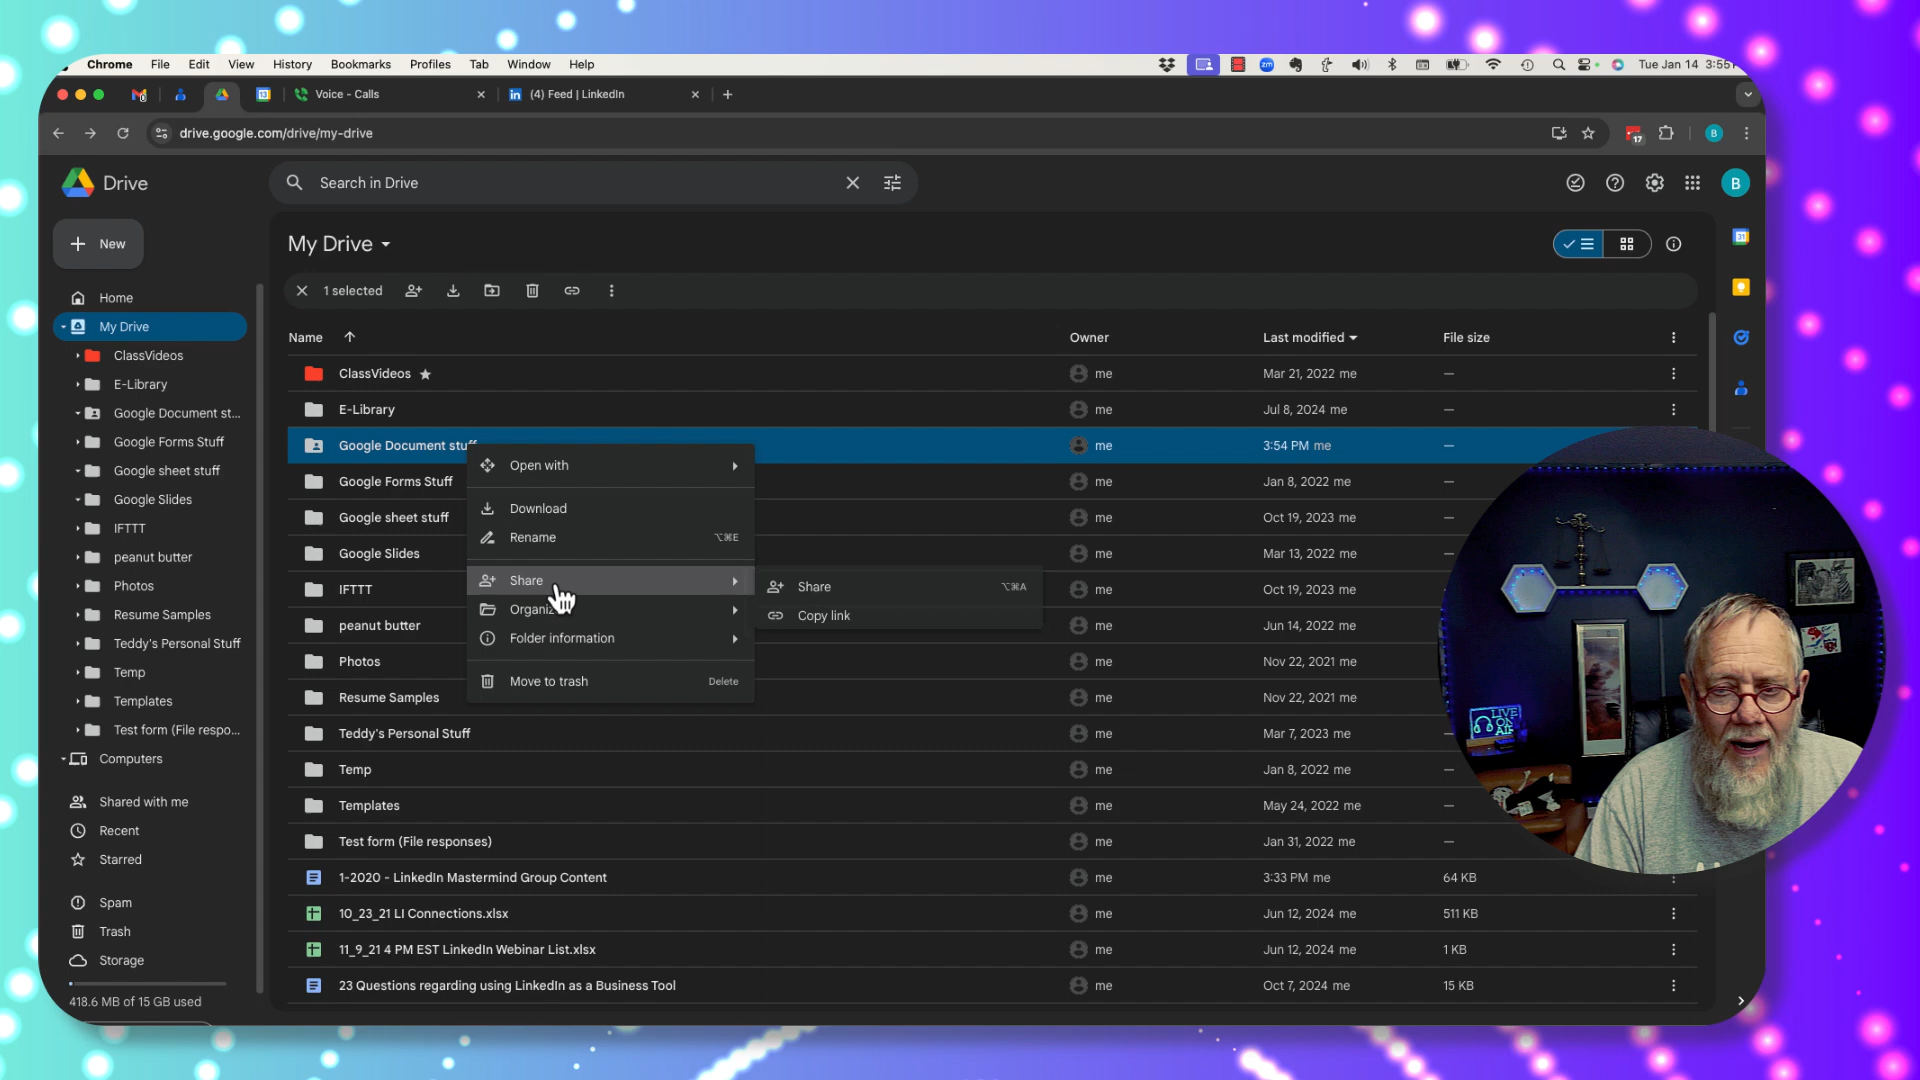 Chrome File Edit View History Bookmarks Profiles Tab Window Help
zm Tue Jan 14 3:55
13 Voice - Calls (4) Feed | LinkedIn
drive.google.com/drive/my-drive 17 B
Drive Search in Drive B
New My Drive 31
1 selected
Name Owner Last modified File size
ClassVideos me Mar 21, 2022 me —
E-Library me Jul 8, 2024 me —
Google Document stuff me 3:54 PM me —
Google Forms Stuff me Jan 8, 2022 me —
Google sheet stuff me Oct 19, 2023 me —
Google Slides me Mar 13, 2022 me —
IFTTT me Oct 19, 2023 me —
peanut butter me Jun 14, 2022 me —
Photos me Nov 22, 2021 me —
Resume Samples me Nov 22, 2021 me —
Teddy's Personal Stuff me Mar 7, 2023 me —
Temp me Jan 8, 2022 me —
Templates me May 24, 2022 me —
Test form (File responses) me Jan 31, 2022 me —
1-2020 - LinkedIn Mastermind Group Content me 3:33 PM me 64 KB
10_23_21 LI Connections.xlsx me Jun 12, 2024 me 511 KB
11_9_21 4 PM EST LinkedIn Webinar List.xlsx me Jun 12, 2024 me 1 KB
23 Questions regarding using LinkedIn as a Business Tool me Oct 7, 2024 me 15 KB
Open with
Download
Rename ⌥⌘E
Share
Organiz
Folder information
Move to trash Delete
Share ⌥⌘A
Copy link
Home
My Drive
ClassVideos
E-Library
Google Document st...
Google Forms Stuff
Google sheet stuff
Google Slides
IFTTT
peanut butter
Photos
Resume Samples
Teddy's Personal Stuff
Temp
Templates
Test form (File respo...
Computers
Shared with me
Recent
Starred
Spam
Trash
Storage
418.6 MB of 15 GB used
LIVE
ON
AIR